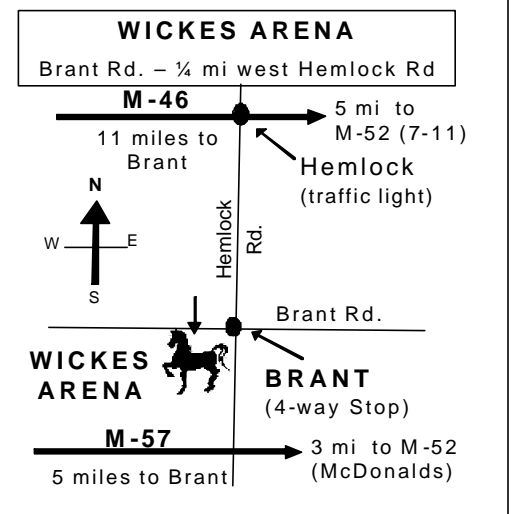 WICKES ARENA
Brant Rd. – ¼ mi west Hemlock Rd
M-46
5 mi to
M-52 (7-11)
11 miles to
Brant
Hemlock
(traffic light)
N
W E
S
Hemlock
Rd.
Brant Rd.
WICKES
ARENA
BRANT
(4-way Stop)
M-57
3 mi to M-52
(McDonalds)
5 miles to Brant